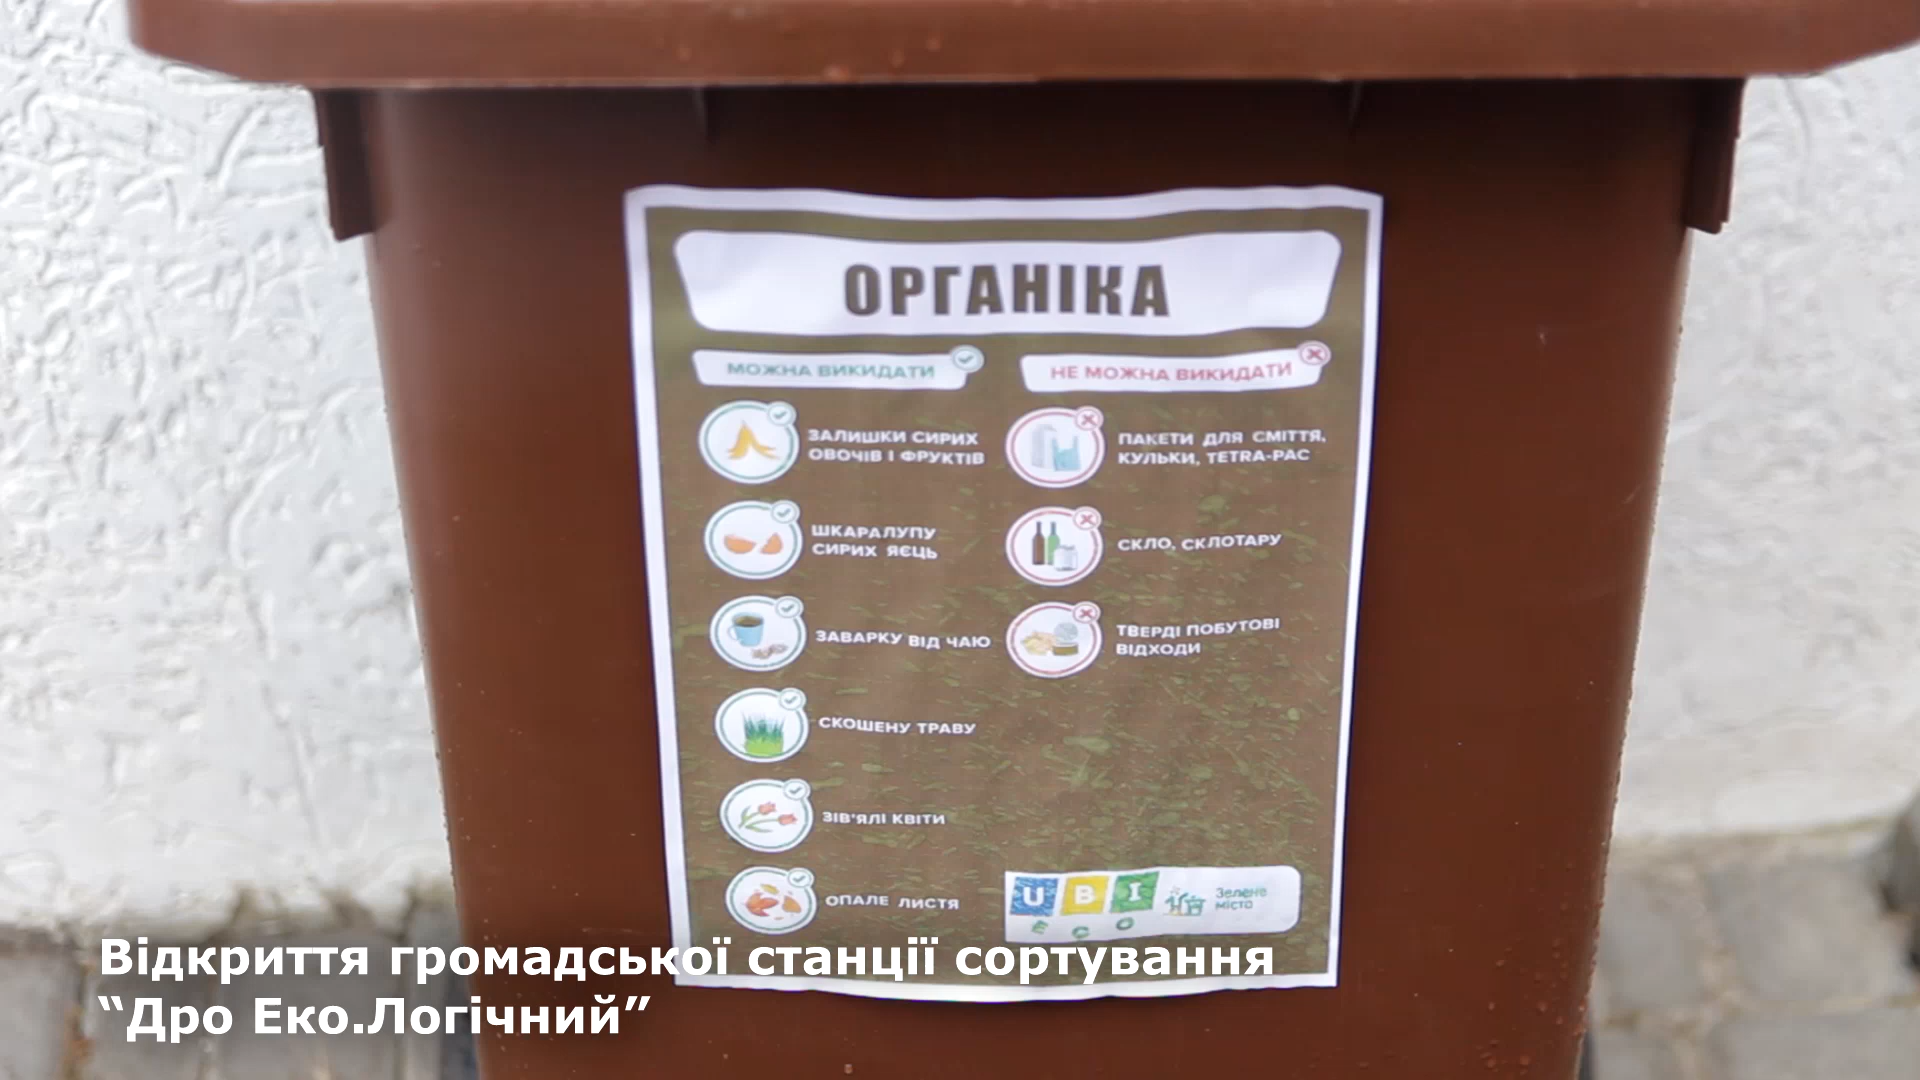 ОРГАНІКА
МОЖНА ВИКИДАТИ
НЕ МОЖНА ВИКИДАТИ
ЗАЛИШКИ СИРИХ
ОВОЧІВ І ФРУКТІВ
ПАКЕТИ ДЛЯ СМІТТЯ,
КУЛЬКИ, TETRA-PAC
ШКАРАЛУПУ
СИРИХ ЯЄЦЬ
СКЛО, СКЛОТАРУ
ЗАВАРКУ ВІД ЧАЮ
ТВЕРДІ ПОБУТОВІ
ВІДХОДИ
СКОШЕНУ ТРАВУ
ЗІВ'ЯЛІ КВІТИ
ОПАЛЕ ЛИСТЯ
UBI
ECO
Зелене
місто
Відкриття громадської станції сортування
“Дро Еко.Логічний”